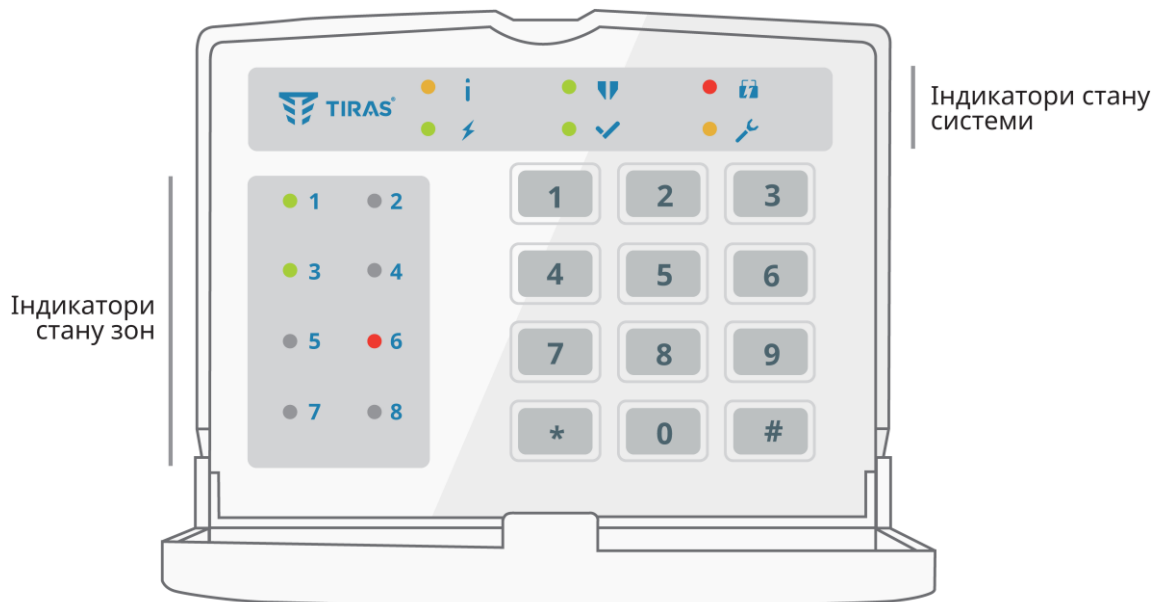 TIRAS®
i
Індикатори стану
системи
1 2
3 4
5 6
7 8
Індикатори
стану зон
1 2 3
4 5 6
7 8 9
* 0 #